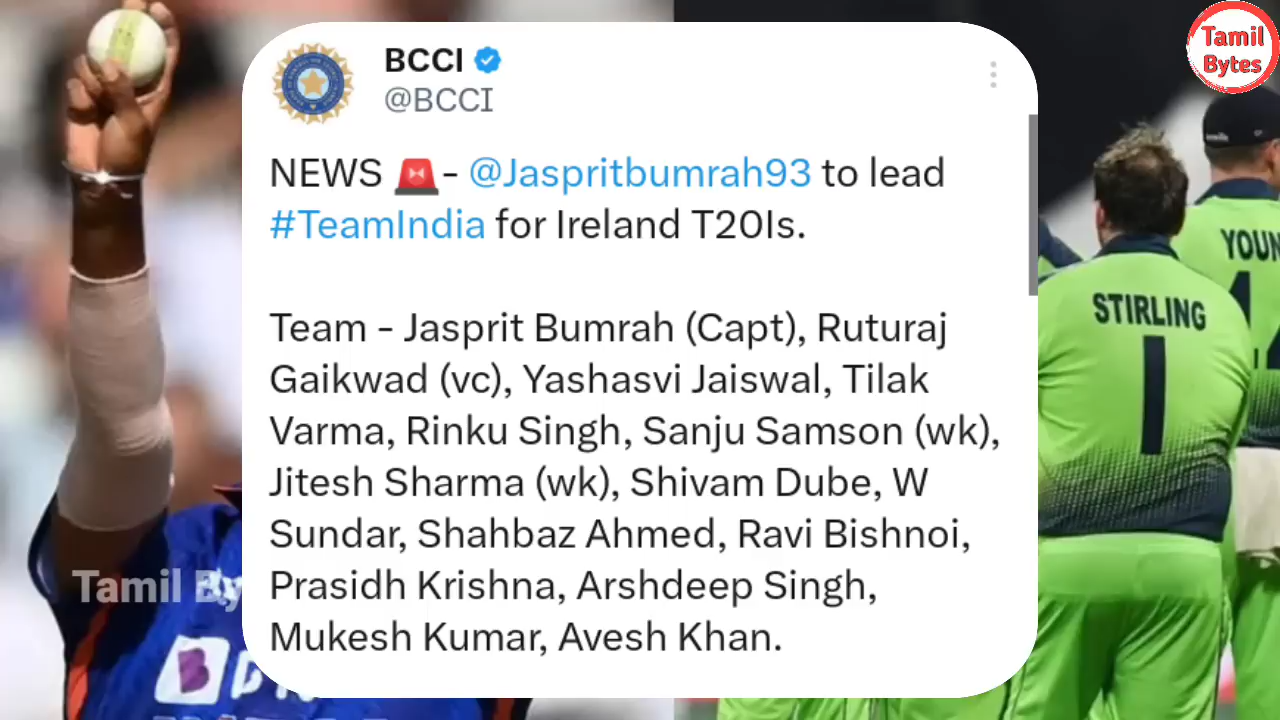 Tamil
Bytes
BCCI
@BCCI
NEWS 🚨- @Jaspritbumrah93 to lead
#TeamIndia for Ireland T20Is.
Team - Jasprit Bumrah (Capt), Ruturaj
Gaikwad (vc), Yashasvi Jaiswal, Tilak
Varma, Rinku Singh, Sanju Samson (wk),
Jitesh Sharma (wk), Shivam Dube, W
Sundar, Shahbaz Ahmed, Ravi Bishnoi,
Prasidh Krishna, Arshdeep Singh,
Mukesh Kumar, Avesh Khan.
STIRLING
1
Tamil By